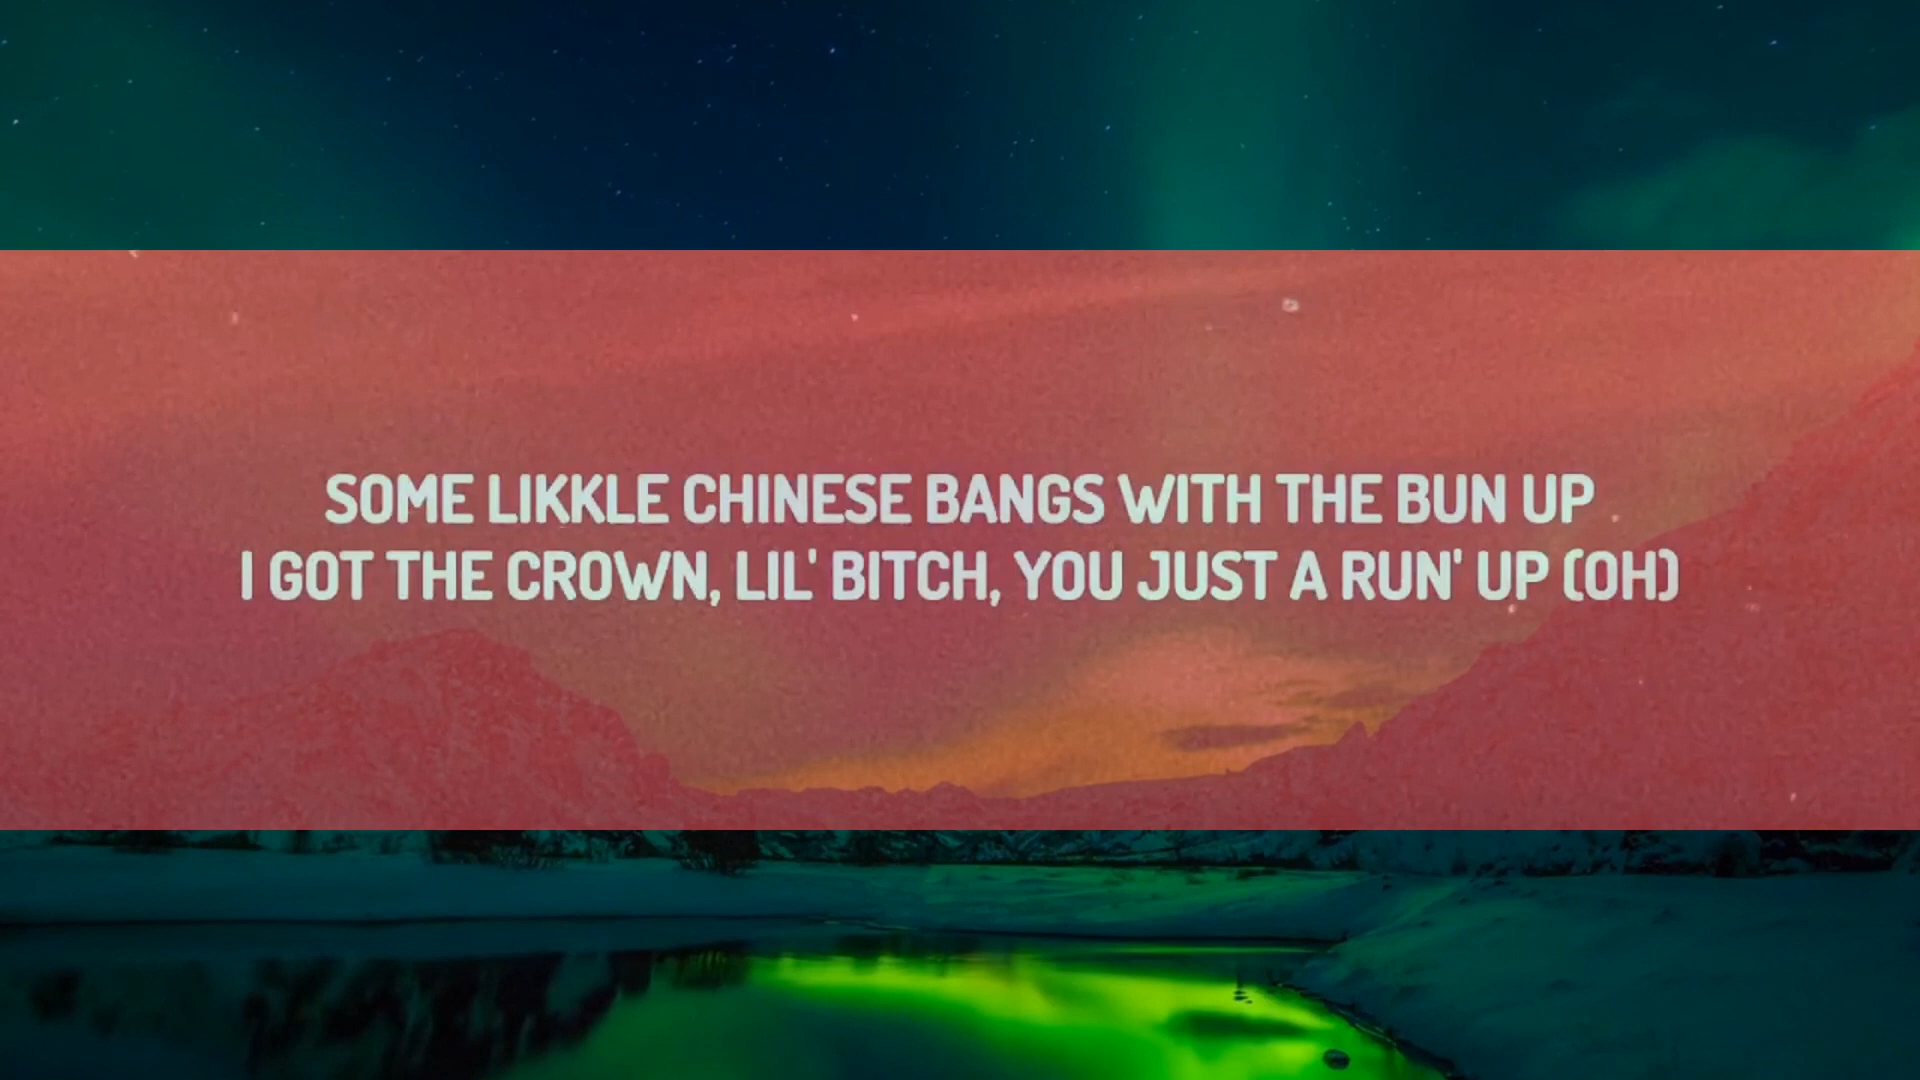 SOME LIKKLE CHINESE BANGS WITH THE BUN UP
I GOT THE CROWN, LIL' BITCH, YOU JUST A RUN' UP (OH)